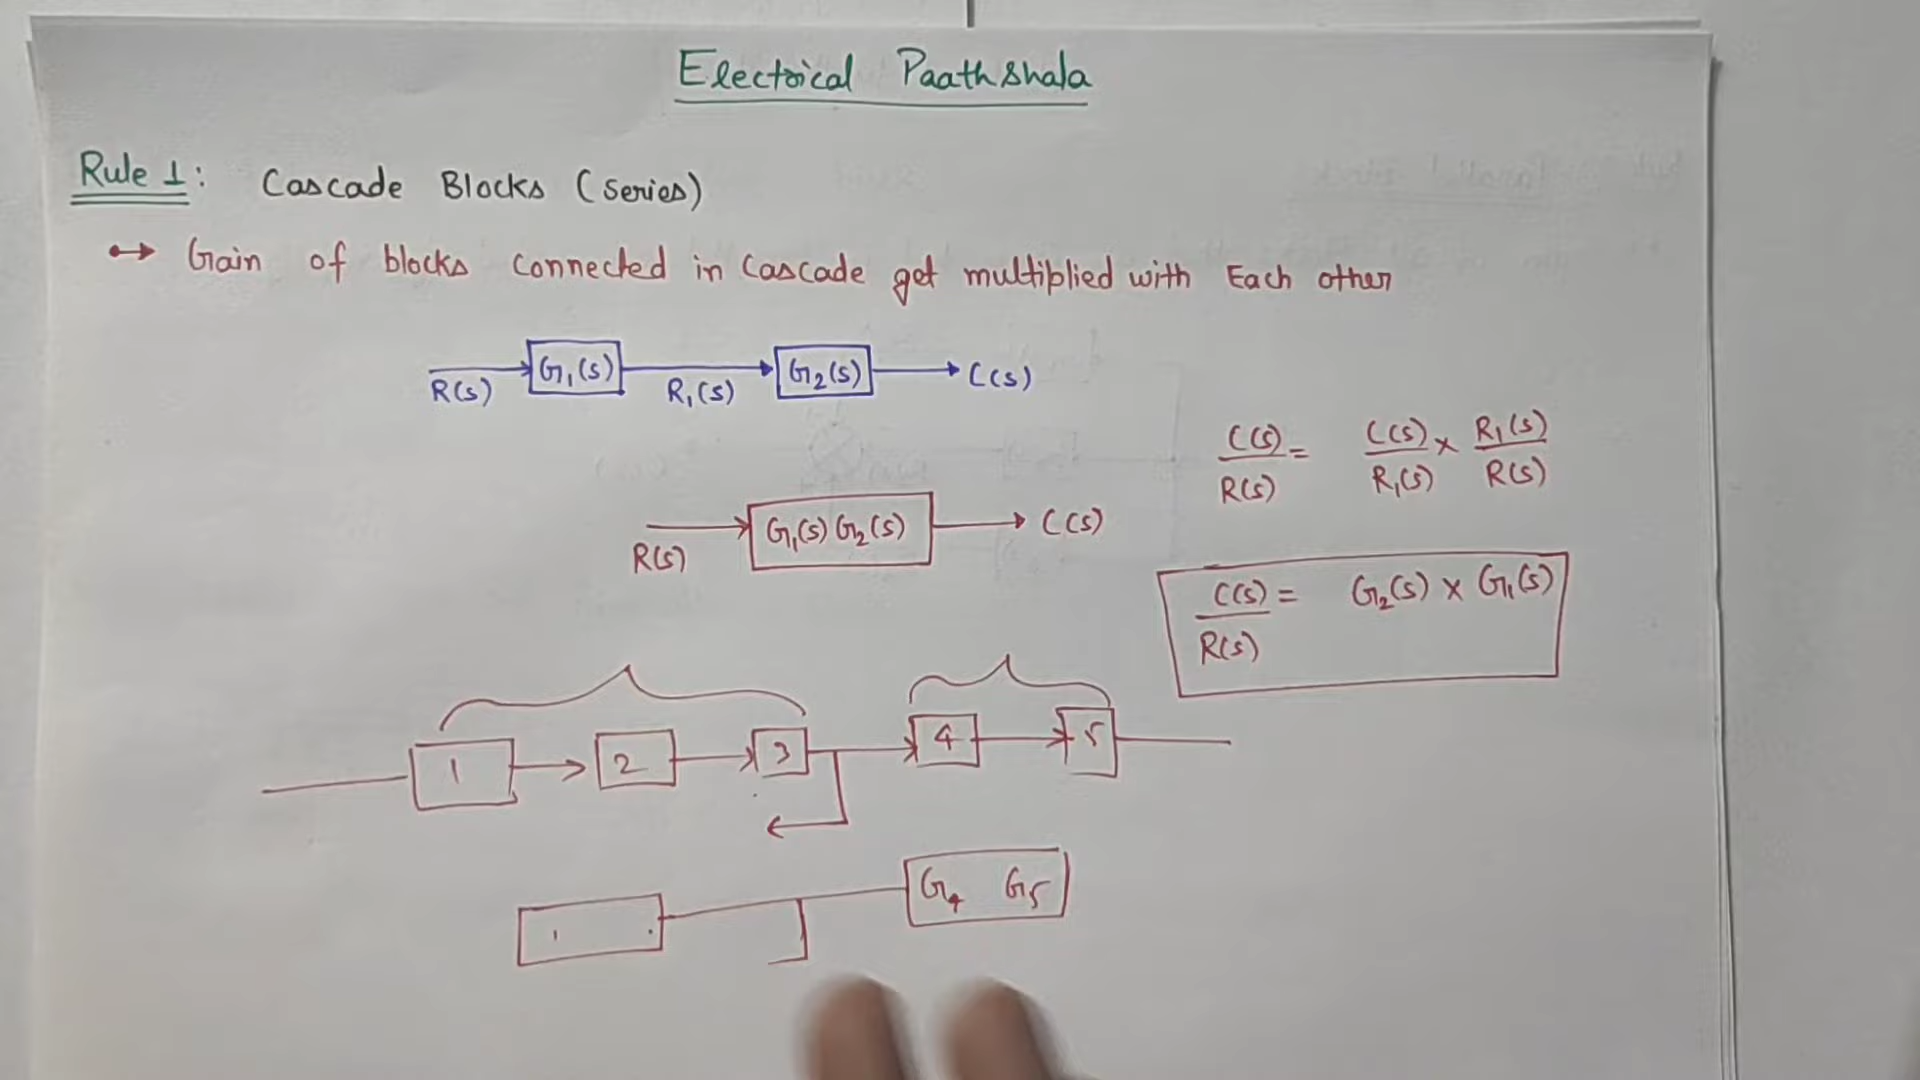 Electrical Paathshala
Rule 1: Cascade Blocks (series)
Gain of blocks connected in cascade get multiplied with Each other
R(s) G₁(s) R₁(s) G₂(s) C(s)
C(s)/R(s) = C(s)/R₁(s) × R₁(s)/R(s)
R(s) G₁(s) G₂(s) C(s)
C(s)/R(s) = G₂(s) × G₁(s)
1 2 3 4 5
G₄ G₅